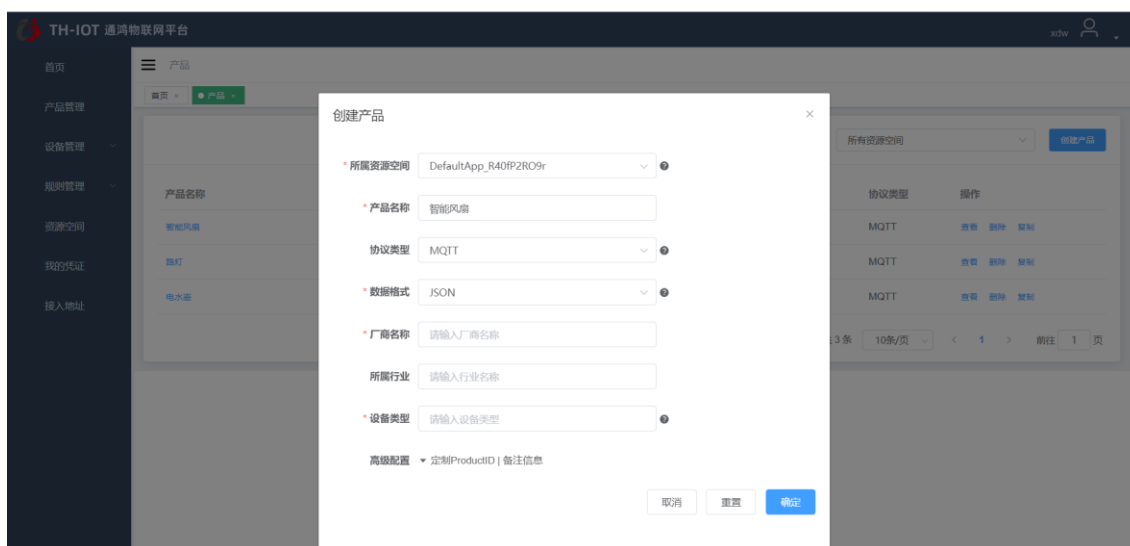 TH-IOT 通鸿物联网平台
xdw
首页
产品
产品管理
首页 ×
产品 ×
创建产品
×
设备管理
所有资源空间
创建产品
* 所属资源空间 DefaultApp_R40fP2RO9r
规则管理
产品名称
协议类型
操作
* 产品名称 智能风扇
资源空间
智能风扇
MQTT
查看 删除 复制
协议类型 MQTT
我的凭证
路灯
MQTT
查看 删除 复制
* 数据格式 JSON
接入地址
电水壶
MQTT
查看 删除 复制
* 厂商名称 请输入厂商名称
3 条 10条/页 < 1 > 前往 1 页
所属行业 请输入行业名称
* 设备类型 请输入设备类型
高级配置 定制ProductID | 备注信息
取消 重置 确定